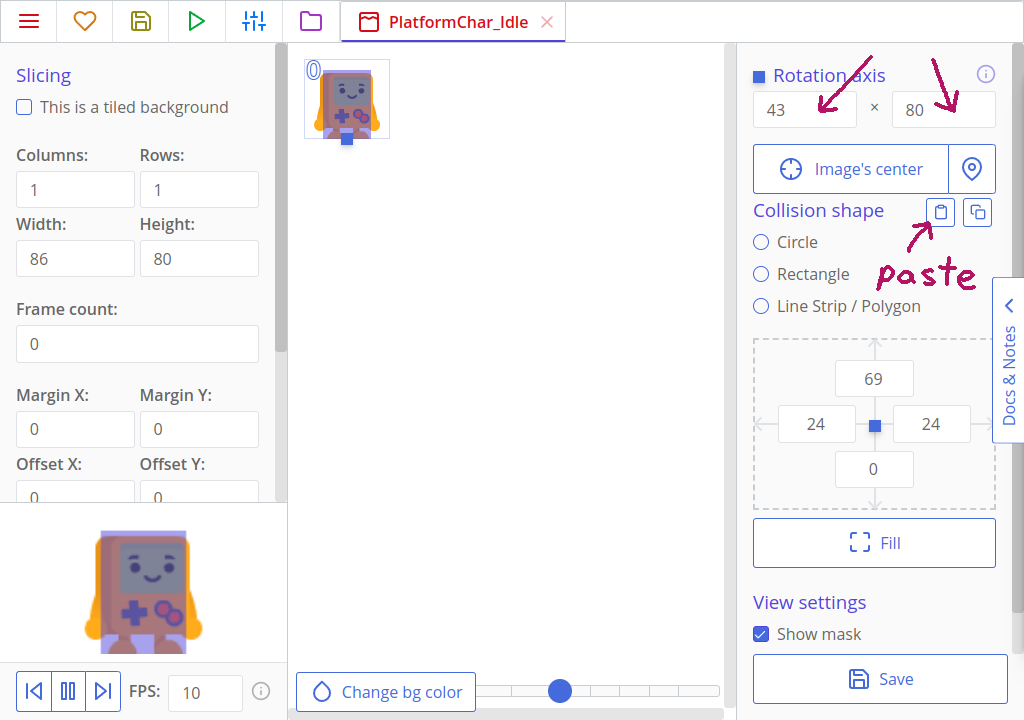 PlatformChar_Idle
Slicing
This is a tiled background
Columns: Rows:
1 1
Width: Height:
86 80
Frame count:
0
Margin X: Margin Y:
0 0
Offset X: Offset Y:
0 0
FPS: 10
0
Change bg color
Rotation axis
43 × 80
Image's center
Collision shape
Circle
paste
Rectangle
Line Strip / Polygon
69
24 24
0
Fill
View settings
Show mask
Save
Docs & Notes